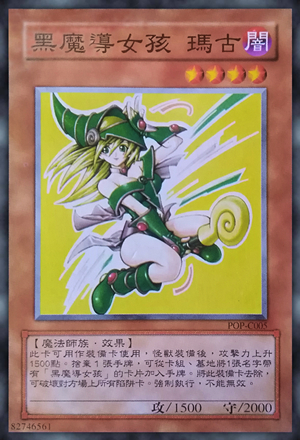 黑魔導女孩 瑪古
闇
POP-C005
【魔法師族・效果】
此卡可用作裝備卡使用，怪獸裝備後，攻擊力上升
1500點。捨棄1張手牌，可從卡組、墓地將1張名字帶
有「黑魔導女孩」的卡片加入手牌。將此裝備卡去除，
可破壞對方場上所有陷阱卡。強制執行，不能無效。
攻/1500 守/2000
82746561